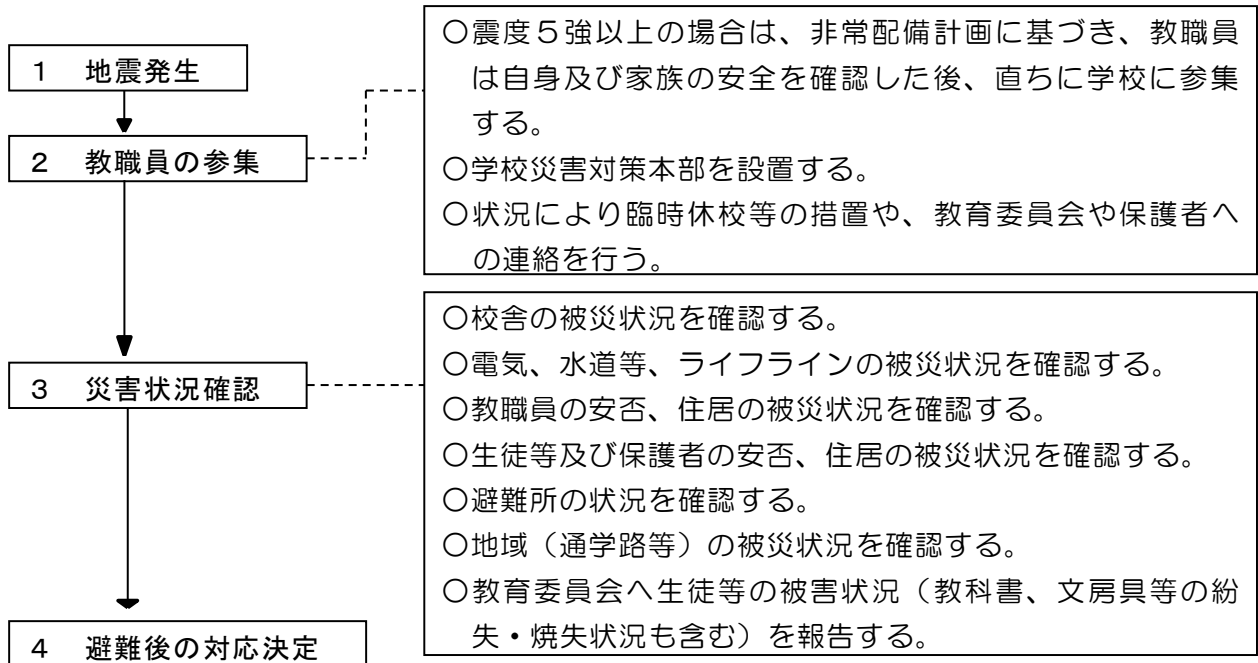 1　地震発生
2　教職員の参集
〇震度５強以上の場合は、非常配備計画に基づき、教職員
は自身及び家族の安全を確認した後、直ちに学校に参集
する。
〇学校災害対策本部を設置する。
〇状況により臨時休校等の措置や、教育委員会や保護者へ
の連絡を行う。
3　災害状況確認
〇校舎の被災状況を確認する。
〇電気、水道等、ライフラインの被災状況を確認する。
〇教職員の安否、住居の被災状況を確認する。
〇生徒等及び保護者の安否、住居の被災状況を確認する。
〇避難所の状況を確認する。
〇地域（通学路等）の被災状況を確認する。
〇教育委員会へ生徒等の被害状況（教科書、文房具等の紛
失・焼失状況も含む）を報告する。
4　避難後の対応決定